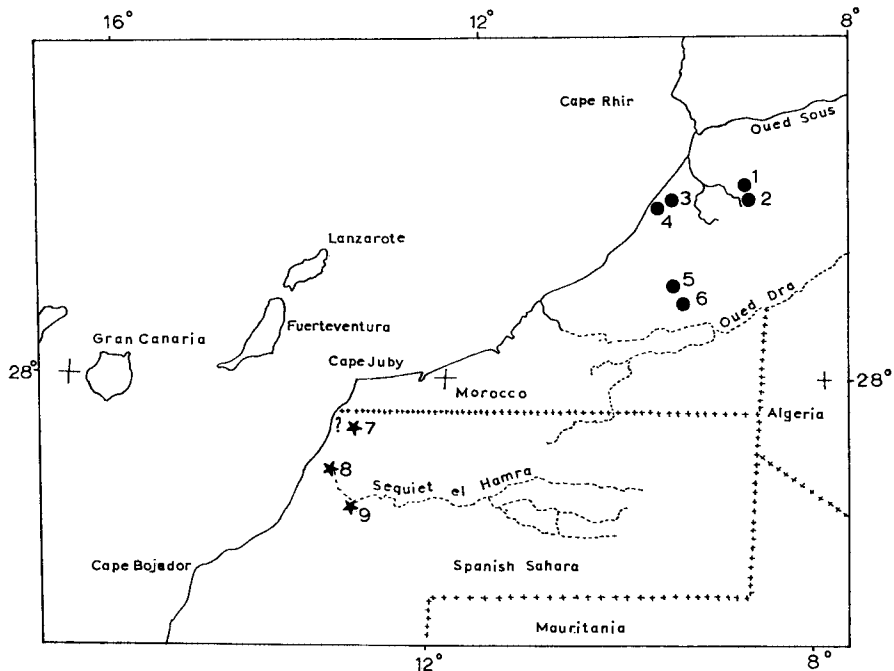 16° 12° 8°
Cape Rhir
Oued Sous
1
2
3
4
Lanzarote
5
6
Oued Dra
Fuerteventura
Gran Canaria
Cape Juby
28° 28°
Morocco
Algeria
? 7
8
Sequiet el Hamra
9
Cape Bojador
Spanish Sahara
Mauritania
12° 8°